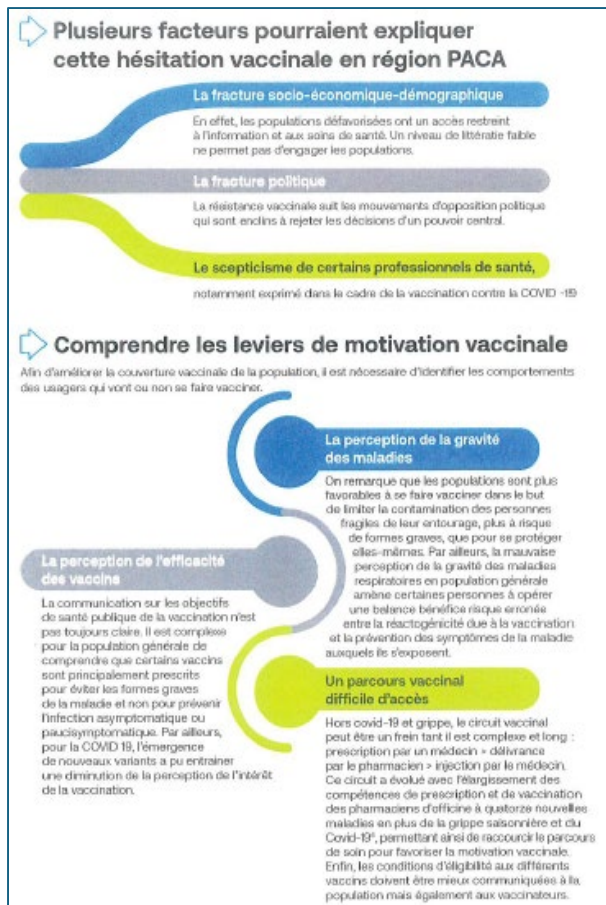 Plusieurs facteurs pourraient expliquer
cette hésitation vaccinale en région PACA
La fracture socio-économique-démographique
En effet, les populations défavorisées ont un accès restreint
à l'information et aux soins de santé. Un niveau de littératie faible
ne permet pas d'engager les populations.
La fracture politique
La résistance vaccinale suit les mouvements d'opposition politique
qui sont enclins à rejeter les décisions d'un pouvoir central.
Le scepticisme de certains professionnels de santé,
notamment exprimé dans le cadre de la vaccination contre la COVID -19
Comprendre les leviers de motivation vaccinale
Afin d'améliorer la couverture vaccinale de la population, il est nécessaire d'identifier les comportements
des usagers qui vont ou non se faire vacciner.
La perception de la gravité
des maladies
On remarque que les populations sont plus
favorables à se faire vacciner dans le but
de limiter la contamination des personnes
fragiles de leur entourage, plus à risque
de formes graves, que pour se protéger
elles-mêmes. Par ailleurs, la mauvaise
perception de la gravité des maladies
respiratoires en population générale
amène certaines personnes à opérer
une balance bénéfice risque erronée
entre la réactogénicité due à la vaccination
et la prévention des symptômes de la maladie
auxquels ils s'exposent.
La perception de l'efficacité
des vaccins
La communication sur les objectifs
de santé publique de la vaccination n'est
pas toujours claire. Il est complexe
pour la population générale de
comprendre que certains vaccins
sont principalement prescrits
pour éviter les formes graves
de la maladie et non pour prévenir
l'infection asymptomatique ou
paucisymptomatique. Par ailleurs,
pour la COVID 19, l'émergence
de nouveaux variants a pu entrainer
une diminution de la perception de l'intérêt
de la vaccination.
Un parcours vaccinal
difficile d'accès
Hors covid-19 et grippe, le circuit vaccinal
peut être un frein tant il est complexe et long :
prescription par un médecin > délivrance
par le pharmacien > injection par le médecin.
Ce circuit a évolué avec l'élargissement des
compétences de prescription et de vaccination
des pharmaciens d'officine à quatorze nouvelles
maladies en plus de la grippe saisonnière et du
Covid-19, permettant ainsi de raccourcir le parcours
de soin pour favoriser la motivation vaccinale.
Enfin, les conditions d'éligibilité aux différents
vaccins doivent être mieux communiquées à la
population mais également aux vaccinateurs.